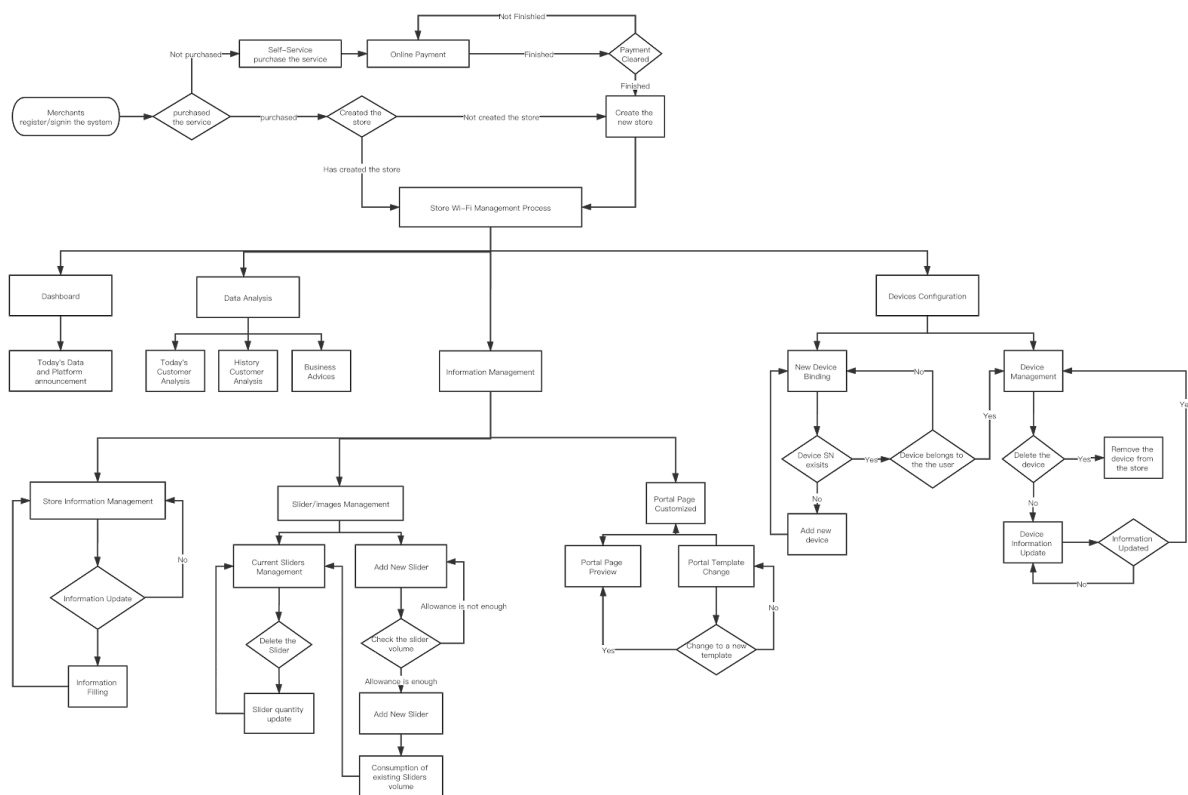 Not Finishied
Not purchased
Self-Service
purchase the service
Online Payment
Finished
Payment
Cleared
Finished
Merchants
register/signin the system
purchased
the service
purchased
Created the
store
Not created the store
Create the
new store
Has created the store
Store Wi-Fi Management Process
Dashboard
Data Analysis
Devices Configuration
Today's Data
and Platform
announcement
Today's
Customer
Analysis
History
Customer
Analysis
Business
Advices
Information Management
New Device
Binding
No
Device
Management
Ye
Yes
Device SN
exisits
Yes
Device belongs to
the the user
Delete the
device
Yes
Remove the
device from
the store
No
No
Store Information Management
Slider/images Management
Portal Page
Customized
Add new
device
Device
Information
Update
Information
Updated
No
No
Current Sliders
Management
Add New Slider
Portal Page
Preview
Portal Template
Change
Information Update
Allowance is not enough
No
Delete the
Slider
Check the slider
volume
Yes
Change to a new
template
Information
Filling
Allowance is enough
Slider quantity
update
Add New Slider
Consumption of
existing Sliders
volume